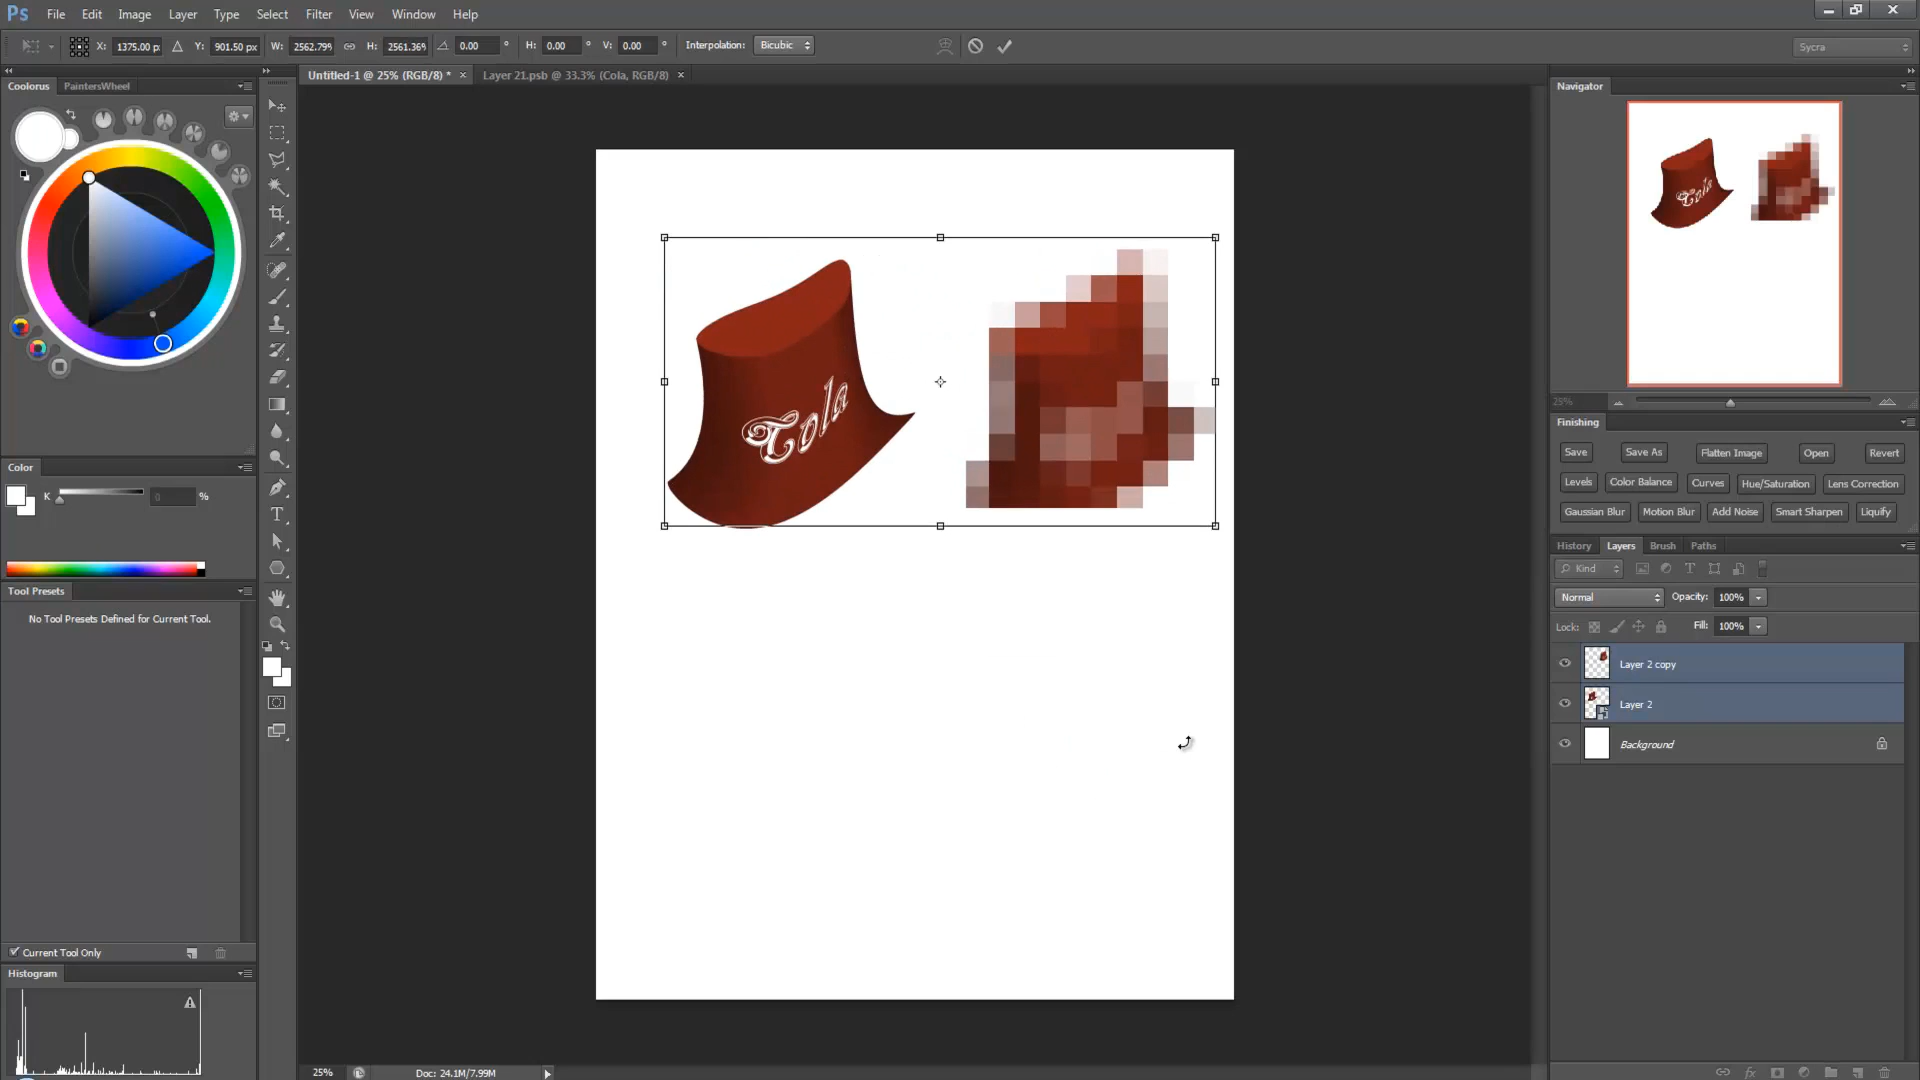 Ps File Edit Image Layer Type Select Filter View Window Help
X: 1375.00 p Y: 901.50 px W: 2562.79% H: 2561.36% 0.00 ° H: 0.00 ° V: 0.00 ° Interpolation: Bicubic Sycra
Untitled-1 @ 25% (RGB/8) * × Layer 21.psb @ 33.3% (Cola, RGB/8) ×
Coolorus PaintersWheel
Navigator
Cola
Cola
25%
Finishing
Save Save As Flatten Image Open Revert
Levels Color Balance Curves Hue/Saturation Lens Correction
Gaussian Blur Motion Blur Add Noise Smart Sharpen Liquify
Color
K 0 %
History Layers Brush Paths
Kind
Normal Opacity: 100%
Lock: Fill: 100%
Layer 2 copy
Layer 2
Background
Tool Presets
No Tool Presets Defined for Current Tool.
Current Tool Only
Histogram
25% Doc: 24.1M/7.99M